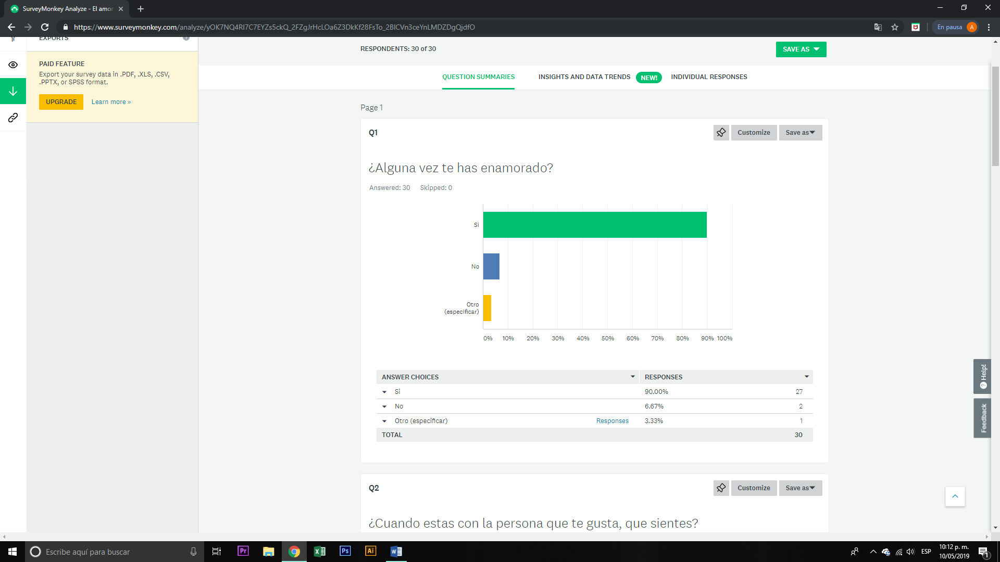 SurveyMonkey Analyze - El amor
https://www.surveymonkey.com/analyze/yOK7NQ4RI7C7EYZs5ckQ_2FZgJrHcLOa6Z3DkKf28FsTo_2BICVn3ceYnLMDZDgQjdfO
En pausa A
EXPORTS
PAID FEATURE
Export your survey data in .PDF, .XLS, .CSV,
.PPTX, or SPSS format.
UPGRADE Learn more »
RESPONDENTS: 30 of 30
SAVE AS
QUESTION SUMMARIES INSIGHTS AND DATA TRENDS NEW! INDIVIDUAL RESPONSES
Page 1
Q1
Customize Save as
¿Alguna vez te has enamorado?
Answered: 30 Skipped: 0
Si
No
Otro
(especificar)
0% 10% 20% 30% 40% 50% 60% 70% 80% 90% 100%
ANSWER CHOICES RESPONSES
Si 90.00% 27
No 6.67% 2
Otro (especificar) Responses 3.33% 1
TOTAL 30
Help!
Feedback
Q2
Customize Save as
¿Cuando estas con la persona que te gusta, que sientes?
Escribe aquí para buscar
Pr
Ps
Ai
ESP
10:12 p. m.
10/05/2019
1